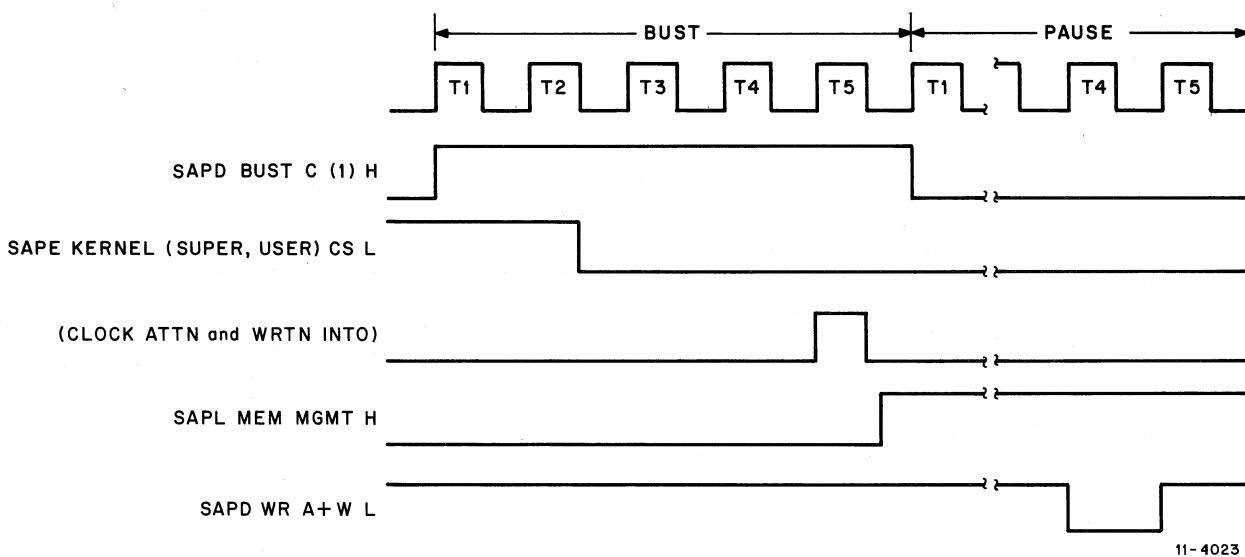 BUST PAUSE
T1 T2 T3 T4 T5 T1 T4 T5
SAPD BUST C (1) H
SAPE KERNEL (SUPER, USER) CS L
(CLOCK ATTN and WRTN INTO)
SAPL MEM MGMT H
SAPD WR A+W L
11-4023